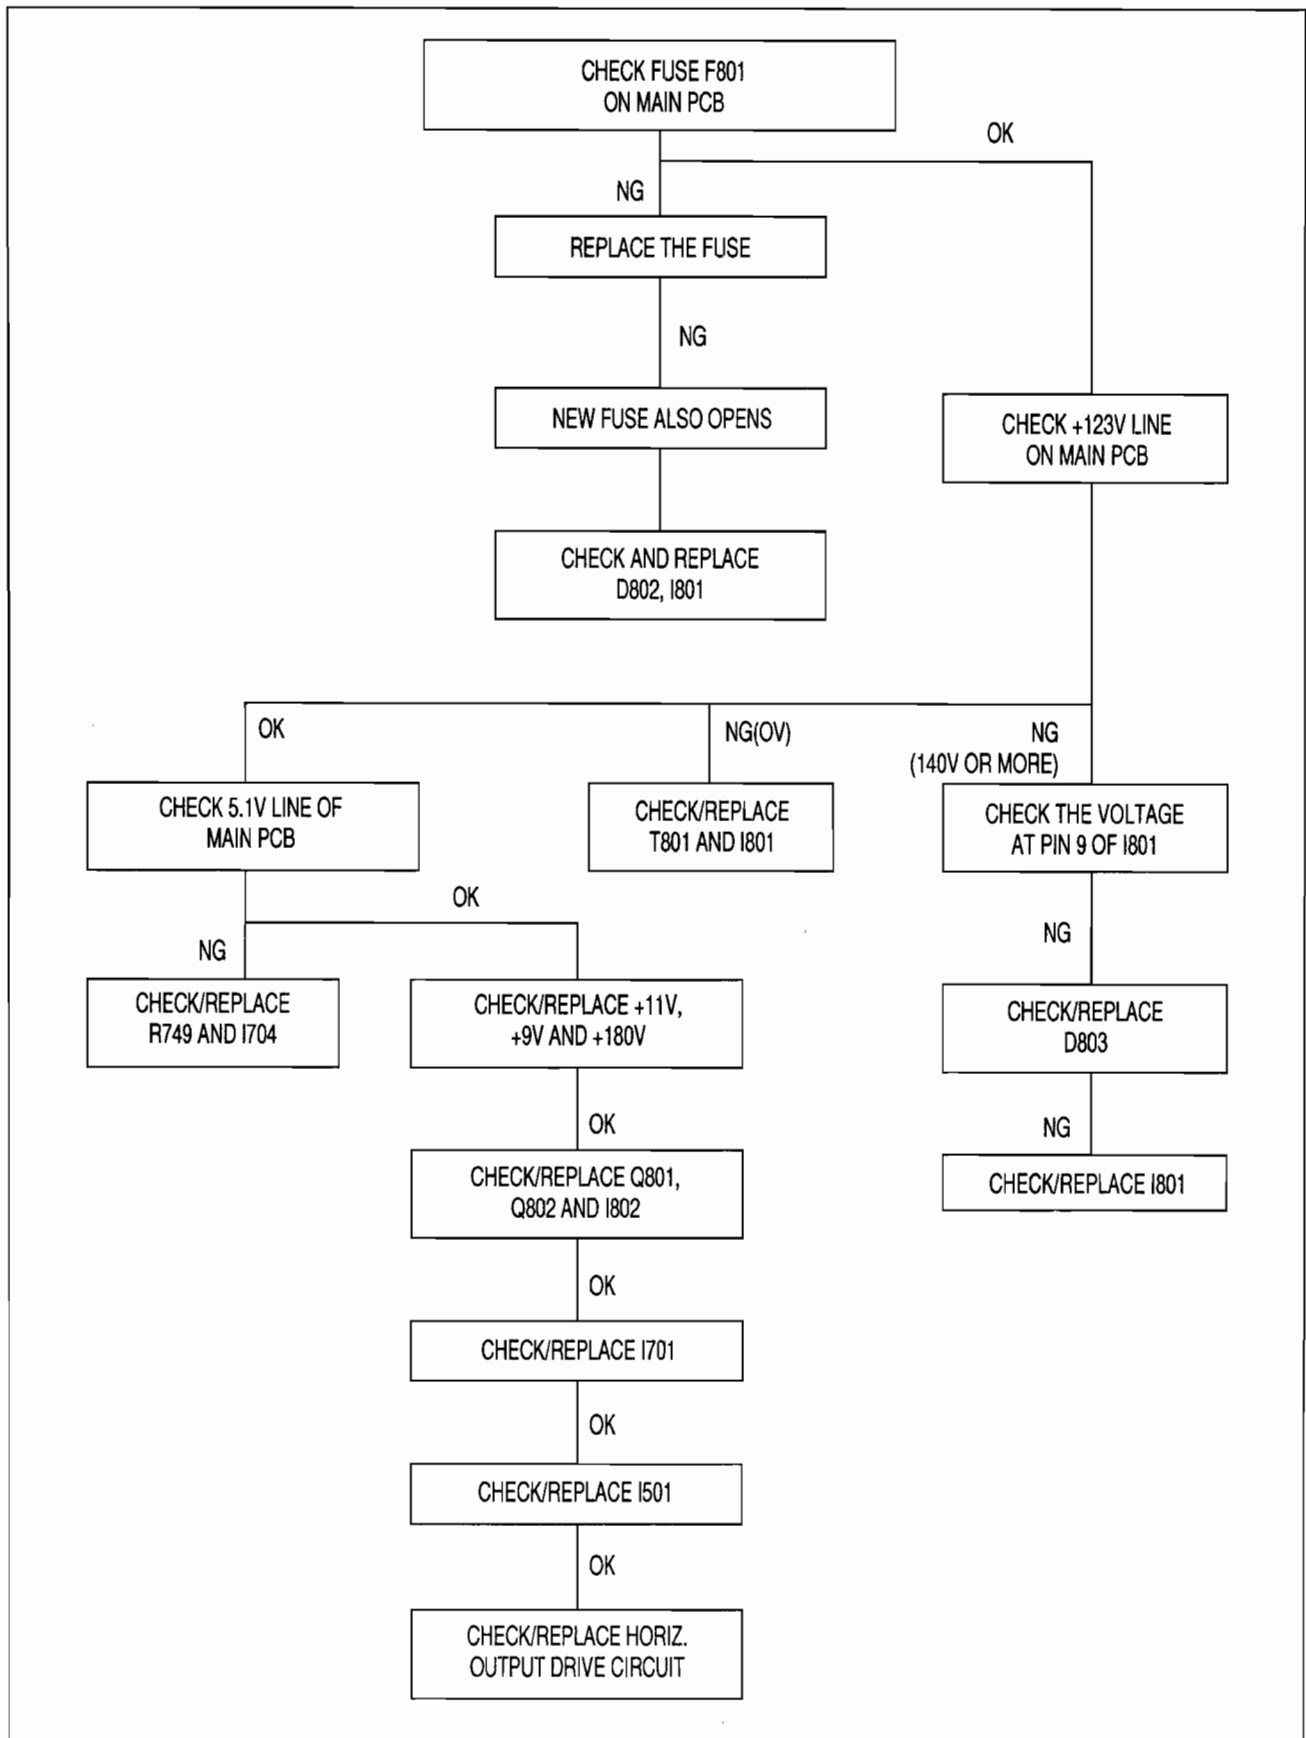 CHECK FUSE F801
ON MAIN PCB
OK
NG
REPLACE THE FUSE
NG
NEW FUSE ALSO OPENS
CHECK +123V LINE
ON MAIN PCB
CHECK AND REPLACE
D802, I801
OK
NG(OV)
NG
(140V OR MORE)
CHECK 5.1V LINE OF
MAIN PCB
CHECK/REPLACE
T801 AND I801
CHECK THE VOLTAGE
AT PIN 9 OF I801
OK
NG
NG
CHECK/REPLACE
R749 AND I704
CHECK/REPLACE +11V,
+9V AND +180V
CHECK/REPLACE
D803
OK
NG
CHECK/REPLACE Q801,
Q802 AND I802
CHECK/REPLACE I801
OK
CHECK/REPLACE I701
OK
CHECK/REPLACE I501
OK
CHECK/REPLACE HORIZ.
OUTPUT DRIVE CIRCUIT